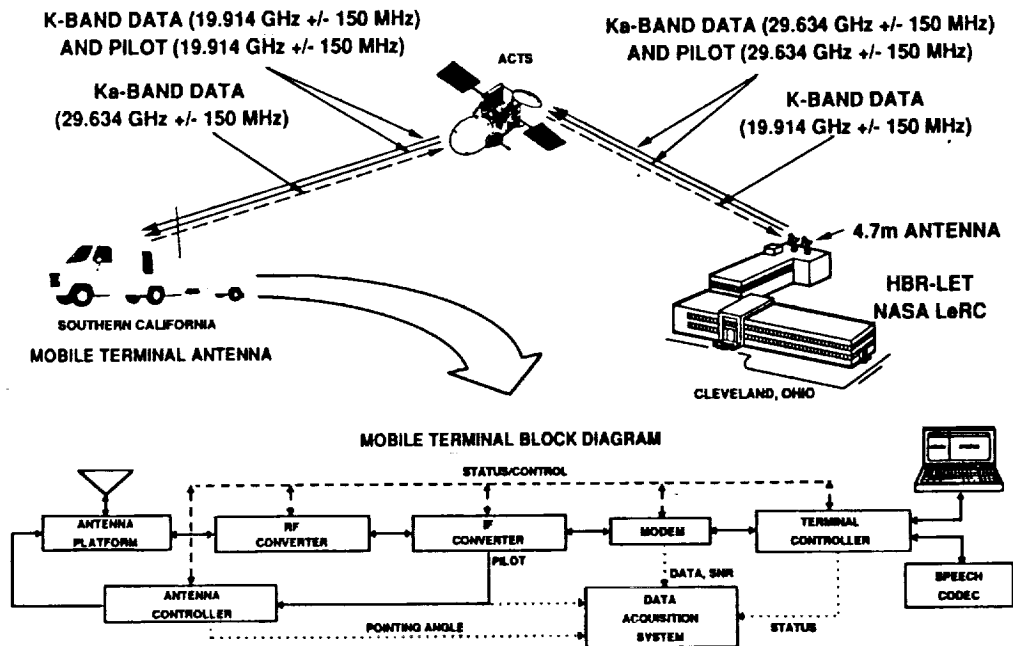 K-BAND DATA (19.914 GHz +/- 150 MHz)
AND PILOT (19.914 GHz +/- 150 MHz)
Ka-BAND DATA
(29.634 GHz +/- 150 MHz)
ACTS
Ka-BAND DATA (29.634 GHz +/- 150 MHz)
AND PILOT (29.634 GHz +/- 150 MHz)
K-BAND DATA
(19.914 GHz +/- 150 MHz)
4.7m ANTENNA
HBR-LET
NASA LeRC
SOUTHERN CALIFORNIA
MOBILE TERMINAL ANTENNA
CLEVELAND, OHIO
MOBILE TERMINAL BLOCK DIAGRAM
STATUS/CONTROL
ANTENNA
PLATFORM
RF
CONVERTER
IF
CONVERTER
MODEM
TERMINAL
CONTROLLER
PILOT
DATA, SNR
ANTENNA
CONTROLLER
DATA
ACQUISITION
SYSTEM
SPEECH
CODEC
POINTING ANGLE
STATUS